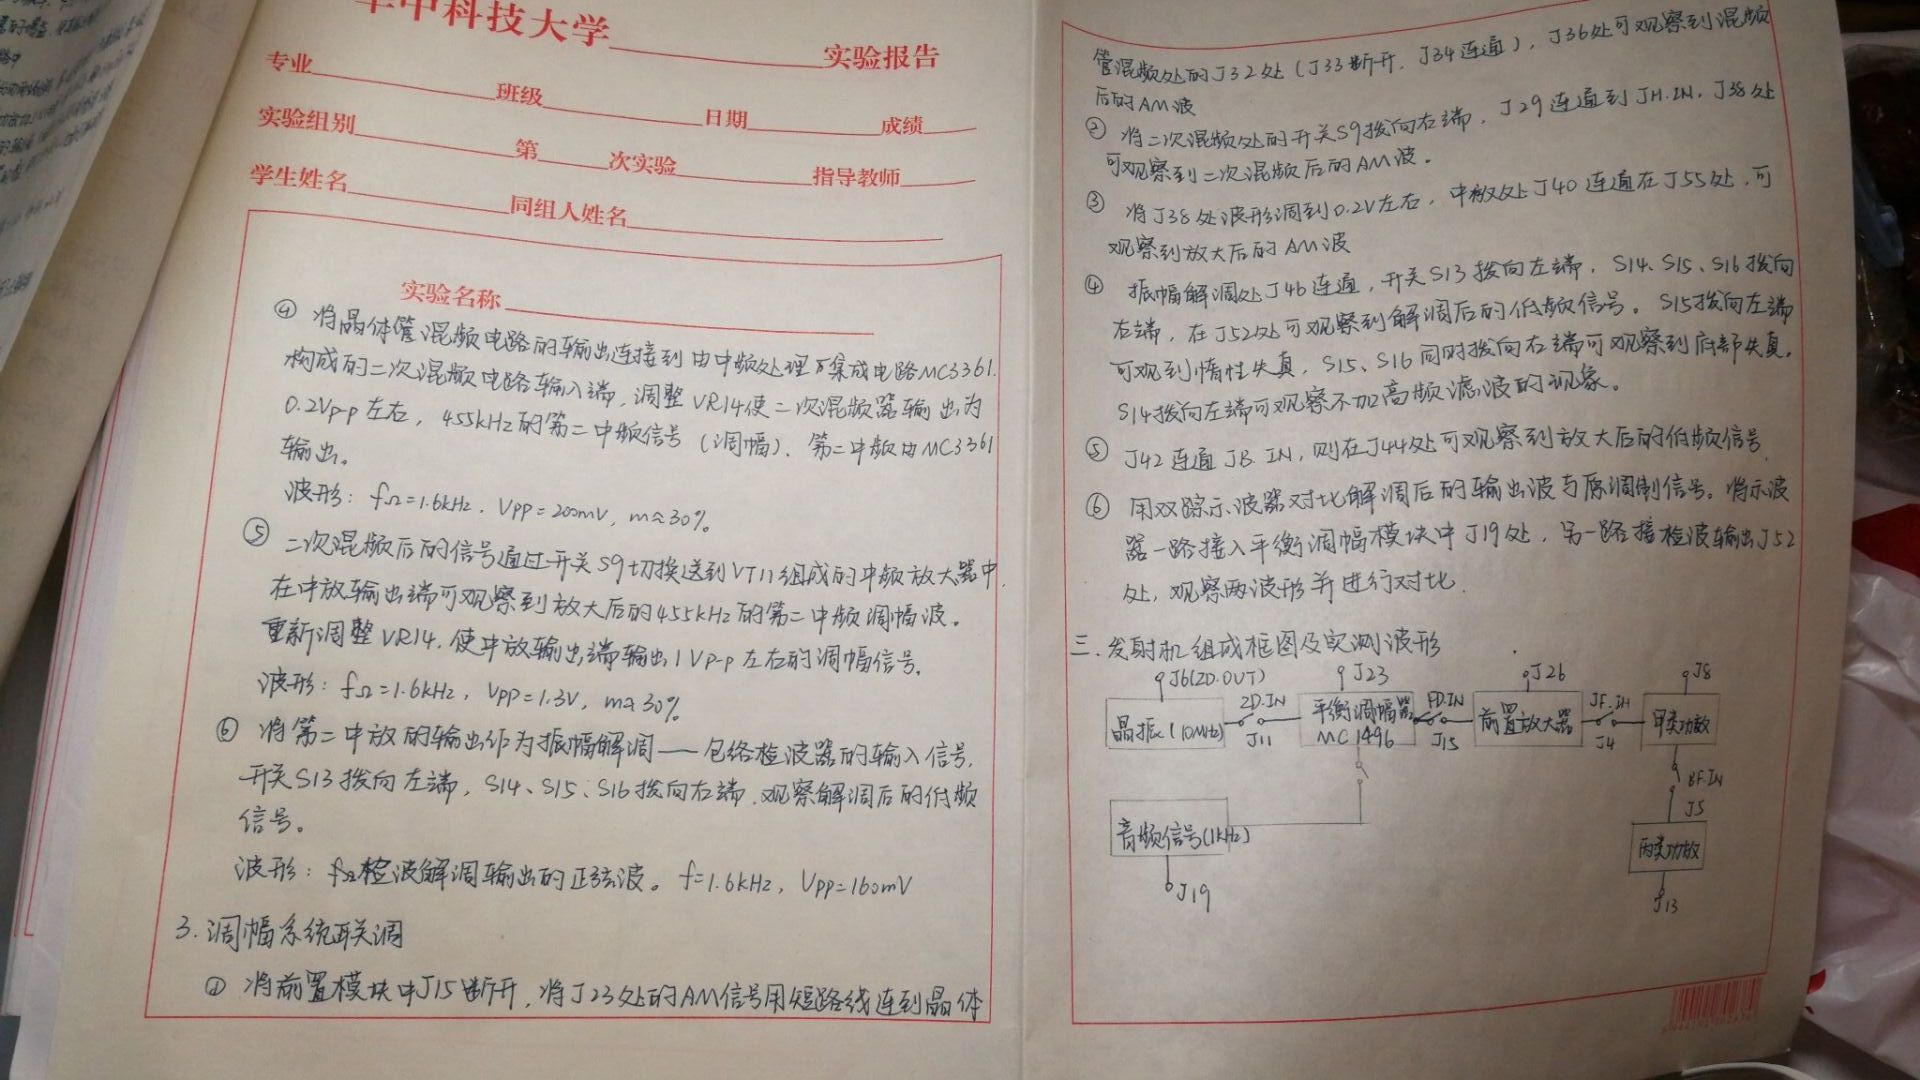 中科技大学 实验报告
专业 班级 日期 成绩
实验组别 第 次实验 指导教师
学生姓名 同组人姓名
实验名称
④ 将晶体管混频电路的输出连接到由中频处理集成电路MC3361.
构成的二次混频电路输入端,调整VR14使二次混频器输出为
0.2Vp-p左右,455kHz的第二中频信号(调幅)、第二中频由MC3361
输出。
波形: fΩ=1.6kHz. VPP=200mV, m≈30%。
⑤ 二次混频后的信号通过开关S9切换送到VT11组成的中频放大器中,
在中放输出端可观察到放大后的455kHz的第二中频调幅波。
重新调整VR14,使中放输出端输出1Vp-p左右的调幅信号。
波形: fΩ=1.6kHz, VPP=1.3V, m≈30%
⑥ 将第二中放的输出作为振幅解调——包络检波器的输入信号,
开关S13拨向左端, S14、S15、S16拨向右端,观察解调后的低频
信号。
波形: 检波解调输出的正弦波。f=1.6kHz, VPP=160mV
3.调幅系统联调
① 将前置模块中J15断开,将J23处的AM信号用短路线连到晶体
管混频处的J32处(J33断开, J34连通), J36处可观察到混频
后的AM波
② 将二次混频处的开关S9拨向右端, J29连通到JH.IN, J38处
可观察到二次混频后的AM波。
③ 将J38处波形调到0.2V左右, 中放处J40连通在J55处,可
观察到放大后的AM波
④ 振幅解调处J46连通,开关S13拨向左端, S14、S15、S16拨向
右端,在J52处可观察到解调后的低频信号。S15拨向左端
可观到惰性失真, S15、S16同时拨向右端可观察到底部失真。
S14拨向左端可观察不加高频滤波的现象。
⑤ J42连通JB.IN,则在J44处可观察到放大后的低频信号
⑥ 用双踪示波器对比解调后的输出波与原调制信号。将示波
器一路接入平衡调幅模块中J19处,另一路接检波输出J52
处,观察两波形并进行对比.
三.发射机组成框图及实测波形
J6(ZD.OUT) J23 J26 J8
晶振(10MHz) ZD.IN J11 平衡调幅器 MC1496 FD.IN J15 前置放大器 JF.IN J4 甲类功放
BF.IN
J5
音频信号(1kHz) 丙类功放
J19 J13